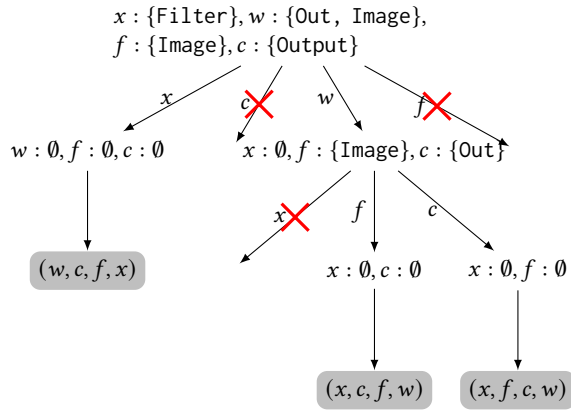 x : {Filter}, w : {Out, Image},
f : {Image}, c : {Output}
x
c
w
f
w : ∅, f : ∅, c : ∅
x : ∅, f : {Image}, c : {Out}
x
f
c
(w, c, f, x)
x : ∅, c : ∅
x : ∅, f : ∅
(x, c, f, w)
(x, f, c, w)